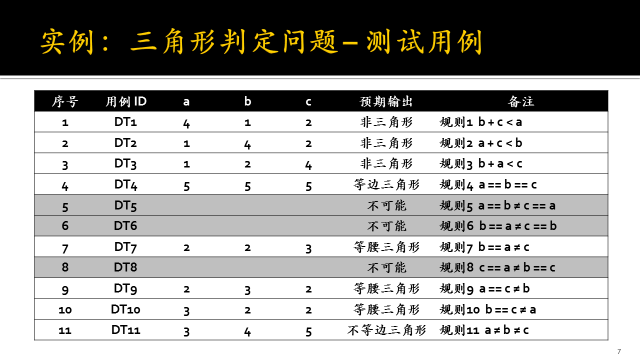 实例：三角形判定问题–测试用例
序号 用例ID a b c 预期输出 备注
1 DT1 4 1 2 非三角形 规则1 b + c < a
2 DT2 1 4 2 非三角形 规则2 a + c < b
3 DT3 1 2 4 非三角形 规则3 b + a < c
4 DT4 5 5 5 等边三角形 规则4 a == b == c
5 DT5 不可能 规则5 a == b ≠ c == a
6 DT6 不可能 规则6 b == a ≠ c == b
7 DT7 2 2 3 等腰三角形 规则7 b == a ≠ c
8 DT8 不可能 规则8 c == a ≠ b == c
9 DT9 2 3 2 等腰三角形 规则9 a == c ≠ b
10 DT10 3 2 2 等腰三角形 规则10 b == c ≠ a
11 DT11 3 4 5 不等边三角形 规则11 a ≠ b ≠ c
7